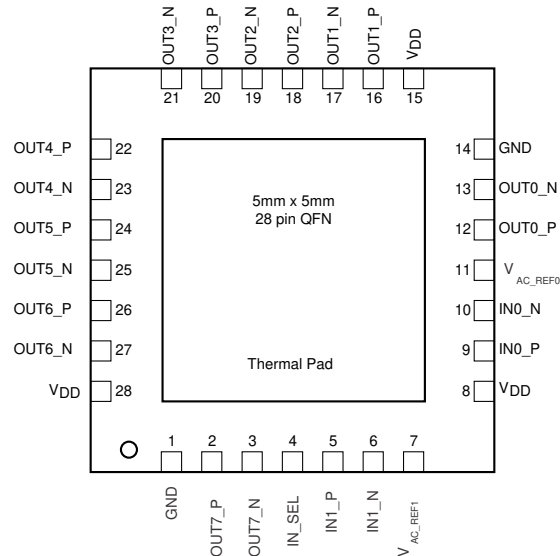 OUT3_N
OUT3_P
OUT2_N
OUT2_P
OUT1_N
OUT1_P
VDD
21
20
19
18
17
16
15
OUT4_P 22
OUT4_N 23
OUT5_P 24
OUT5_N 25
OUT6_P 26
OUT6_N 27
VDD 28
5mm x 5mm
28 pin QFN
Thermal Pad
14 GND
13 OUT0_N
12 OUT0_P
11 VAC_REF0
10 IN0_N
9 IN0_P
8 VDD
1
2
3
4
5
6
7
GND
OUT7_P
OUT7_N
IN_SEL
IN1_P
IN1_N
VAC_REF1